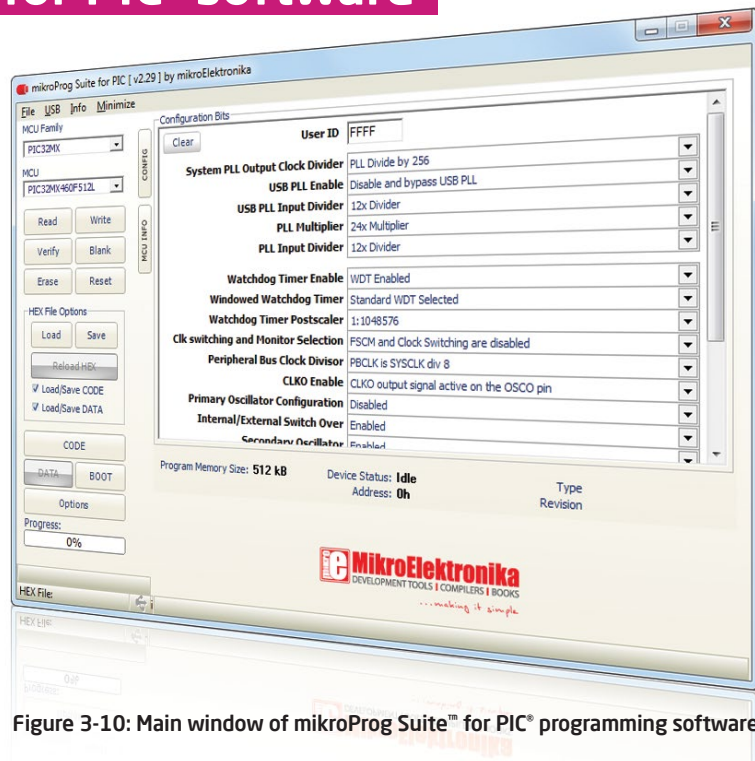 for PIC® software
mikroProg Suite for PIC [ v2.29 ] by mikroElektronika
File USB Info Minimize
MCU Family
PIC32MX
MCU
PIC32MX460F512L
Read Write
Verify Blank
Erase Reset
HEX File Options
Load Save
Reload HEX
Load/Save CODE
Load/Save DATA
CODE
DATA BOOT
Options
Progress:
0%
HEX File:
CONFIG
MCU INFO
Configuration Bits
Clear
User ID FFFF
System PLL Output Clock Divider PLL Divide by 256
USB PLL Enable Disable and bypass USB PLL
USB PLL Input Divider 12x Divider
PLL Multiplier 24x Multiplier
PLL Input Divider 12x Divider
Watchdog Timer Enable WDT Enabled
Windowed Watchdog Timer Standard WDT Selected
Watchdog Timer Postscaler 1:1048576
Clk switching and Monitor Selection FSCM and Clock Switching are disabled
Peripheral Bus Clock Divisor PBCLK is SYSCLK div 8
CLKO Enable CLKO output signal active on the OSCO pin
Primary Oscillator Configuration Disabled
Internal/External Switch Over Enabled
Secondary Oscillator Enabled
Program Memory Size: 512 kB
Device Status: Idle
Address: 0h
Type
Revision
MikroElektronika
DEVELOPMENT TOOLS | COMPILERS | BOOKS
...making it simple
Figure 3-10: Main window of mikroProg Suite™ for PIC® programming software